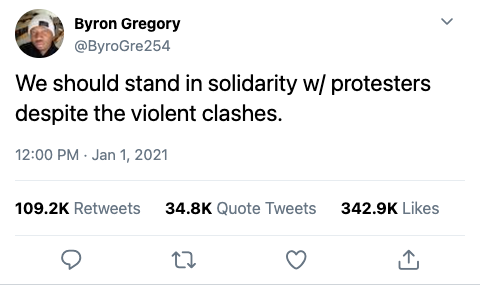 Byron Gregory
@ByroGre254
We should stand in solidarity w/ protesters
despite the violent clashes.
12:00 PM · Jan 1, 2021
109.2K Retweets 34.8K Quote Tweets 342.9K Likes